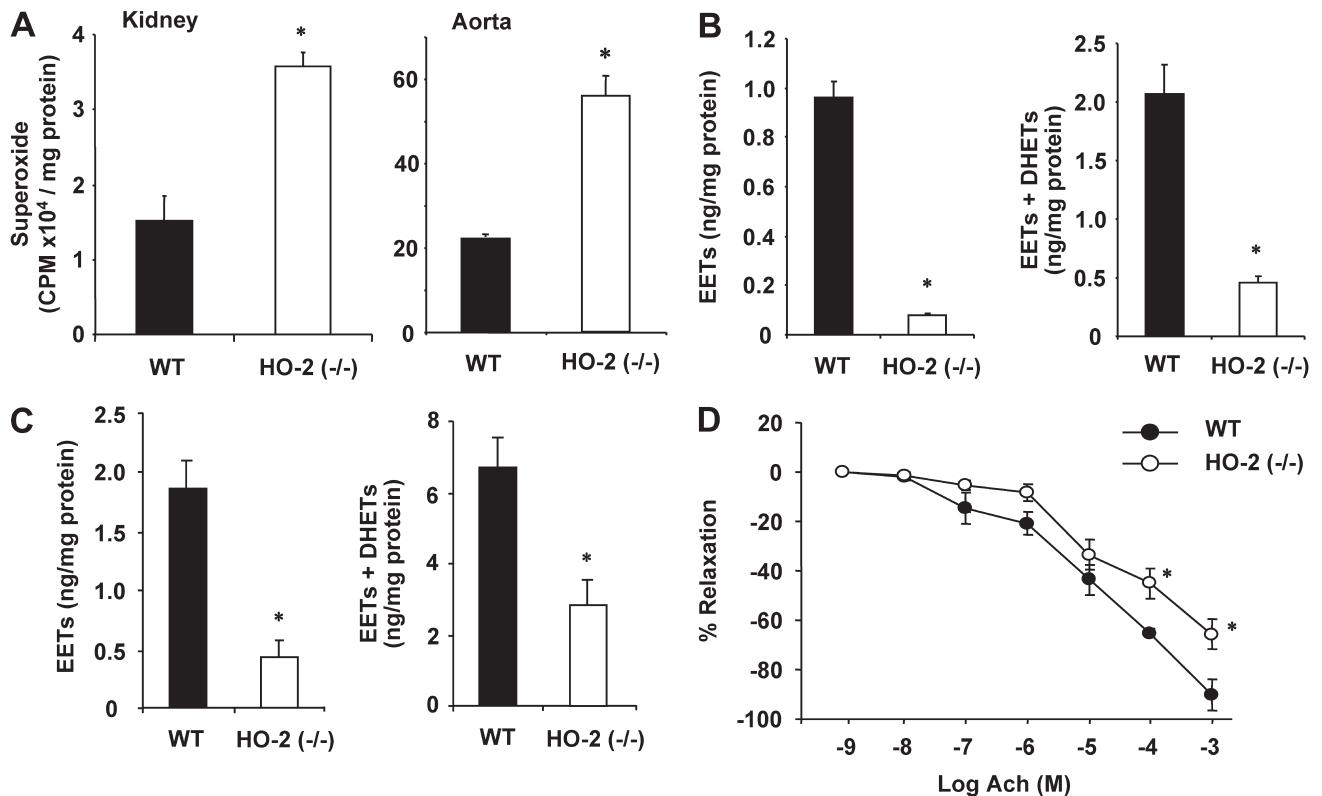 A
Kidney
Aorta
Superoxide
(CPM x10⁴ / mg protein)
4
3
2
1
0
*
WT
HO-2 (-/-)
60
40
20
0
*
WT
HO-2 (-/-)
B
EETs (ng/mg protein)
1.2
1.0
0.8
0.6
0.4
0.2
0
*
WT
HO-2 (-/-)
EETs + DHETs
(ng/mg protein)
2.5
2.0
1.5
1.0
0.5
0
*
WT
HO-2 (-/-)
C
EETs (ng/mg protein)
2.5
2.0
1.5
1.0
0.5
0
*
WT
HO-2 (-/-)
EETs + DHETs
(ng/mg protein)
8
6
4
2
0
*
WT
HO-2 (-/-)
D
% Relaxation
20
0
-20
-40
-60
-80
-100
WT
HO-2 (-/-)
*
*
-9 -8 -7 -6 -5 -4 -3
Log Ach (M)